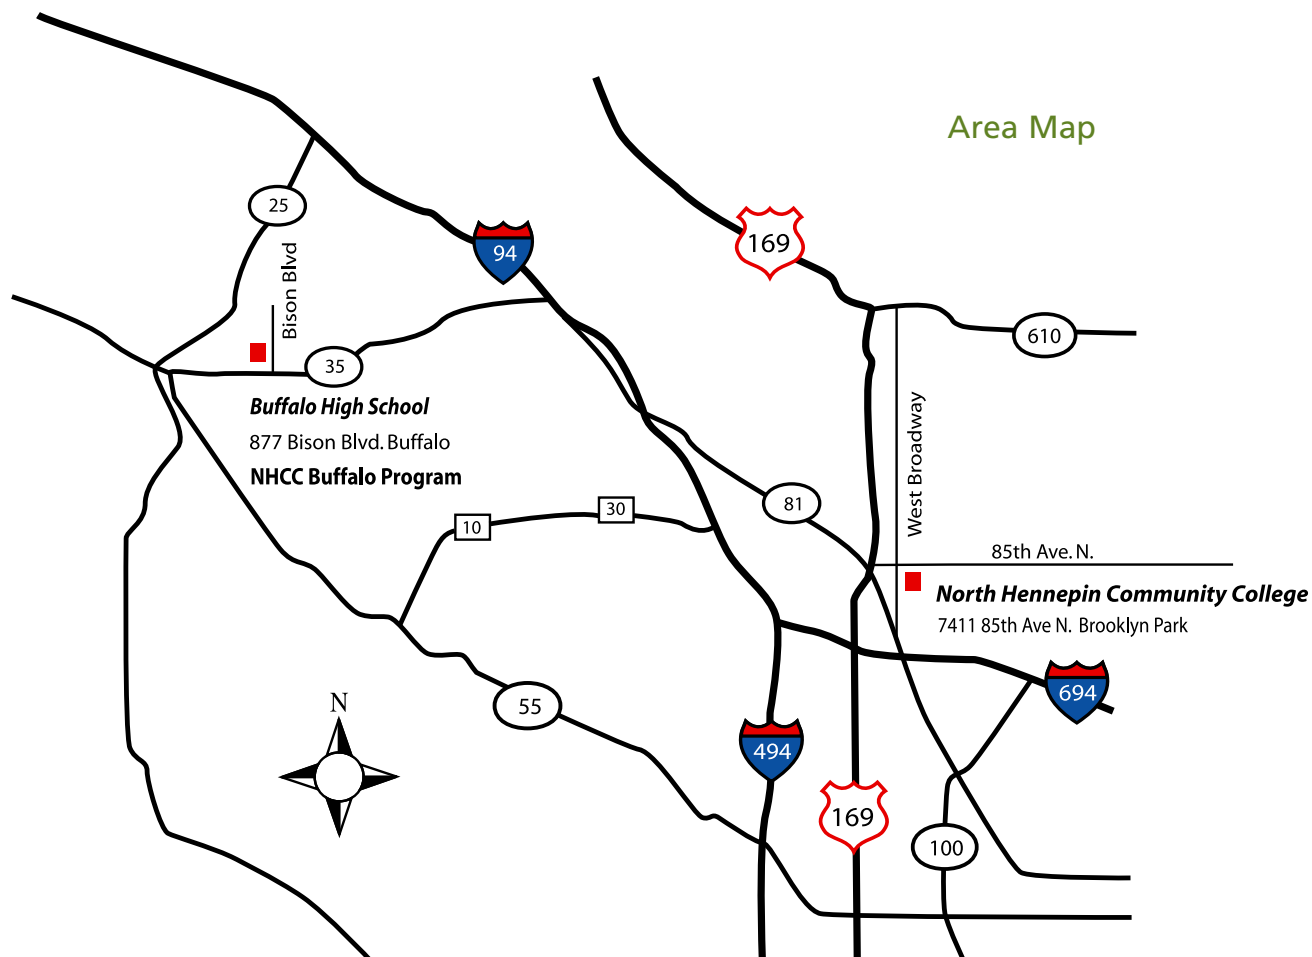 Area Map
25
Bison Blvd
94
169
610
35
Buffalo High School
877 Bison Blvd. Buffalo
NHCC Buffalo Program
West Broadway
81
10
30
85th Ave. N.
North Hennepin Community College
7411 85th Ave N. Brooklyn Park
N
55
694
494
169
100